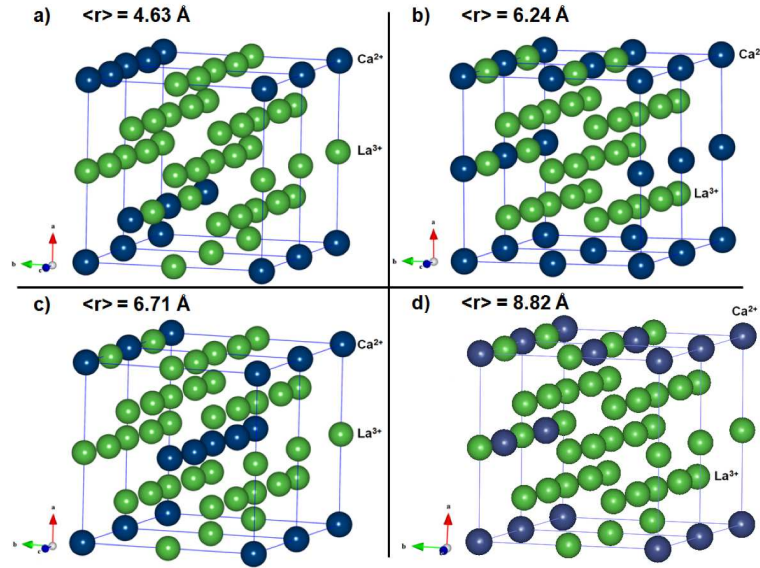 a) <r> = 4.63 Å
Ca2+
La3+
a
b
c
b) <r> = 6.24 Å
Ca2
La3+
a
b
c
c) <r> = 6.71 Å
Ca2+
La3+
a
b
c
d) <r> = 8.82 Å
Ca2+
La3+
a
b
c